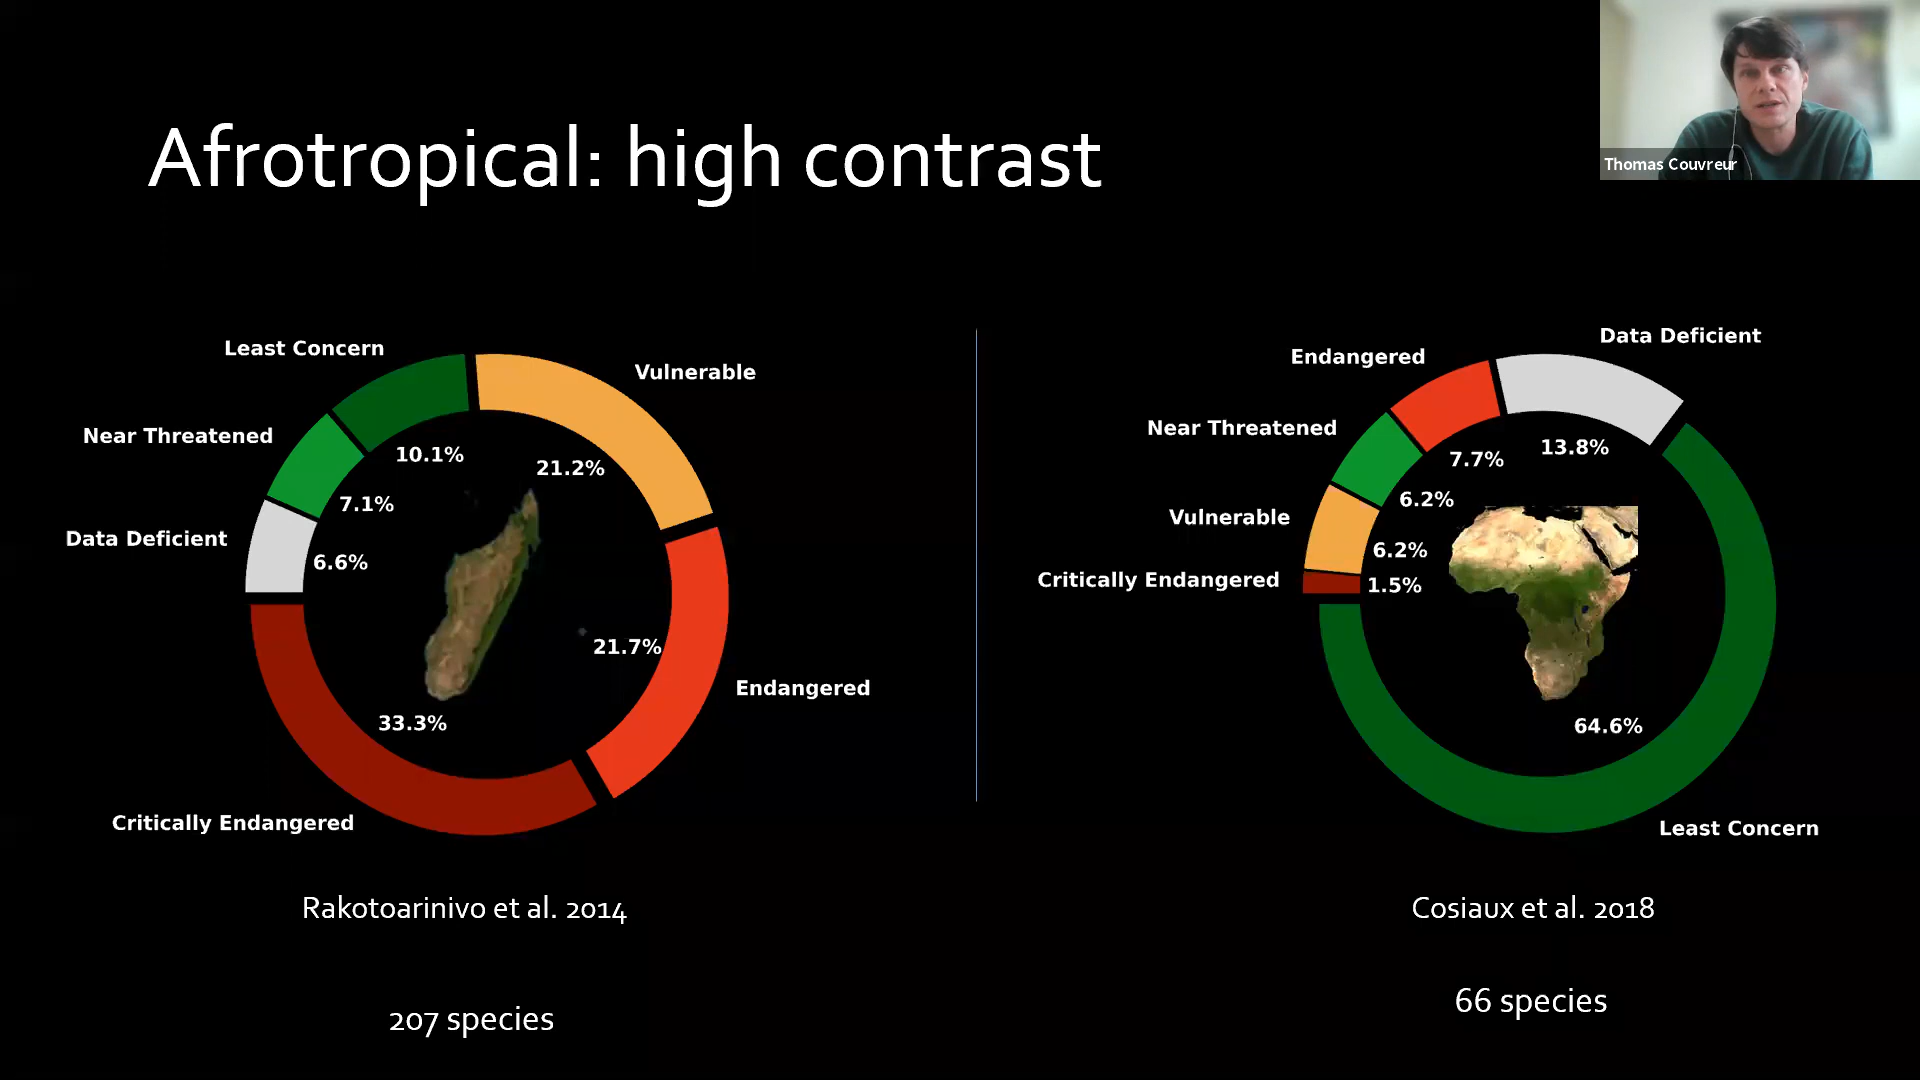 Thomas Couvreur
Afrotropical: high contrast
Least Concern
Vulnerable
Near Threatened
10.1%
21.2%
7.1%
Data Deficient
6.6%
21.7%
Endangered
33.3%
Critically Endangered
Rakotoarinivo et al. 2014
207 species
Data Deficient
Endangered
Near Threatened
13.8%
7.7%
6.2%
Vulnerable
6.2%
Critically Endangered
1.5%
64.6%
Least Concern
Cosiaux et al. 2018
66 species